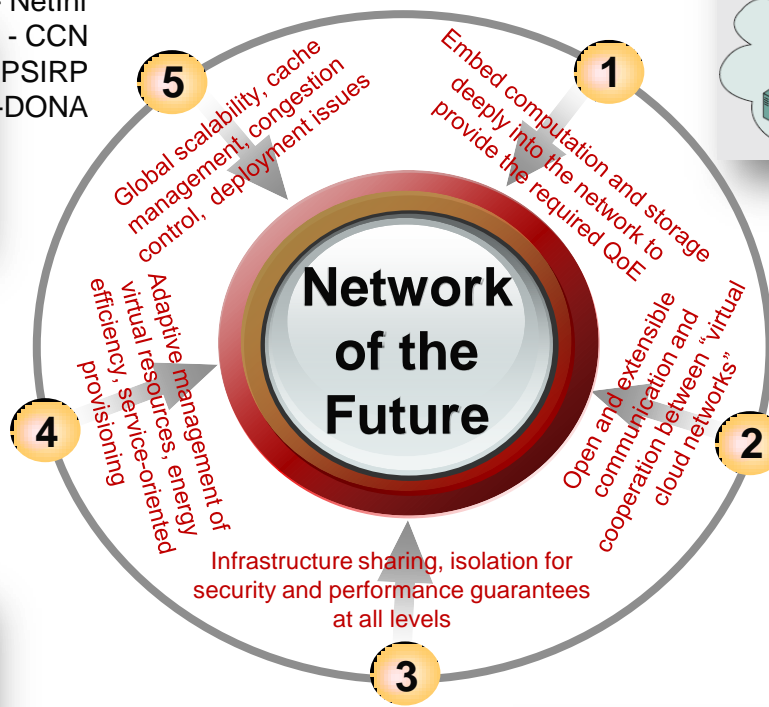 - NetInf
- CCN
PSIRP
-DONA
5
Global scalability, cache
management, congestion
control, deployment issues
1
Embed computation and storage
deeply into the network to
provide the required QoE
Network
of the
Future
Adaptive management of
virtual resources, energy
efficiency, service-oriented
provisioning
4
Open and extensible
communication and
cooperation between “virtual
cloud networks”
2
Infrastructure sharing, isolation for
security and performance guarantees
at all levels
3